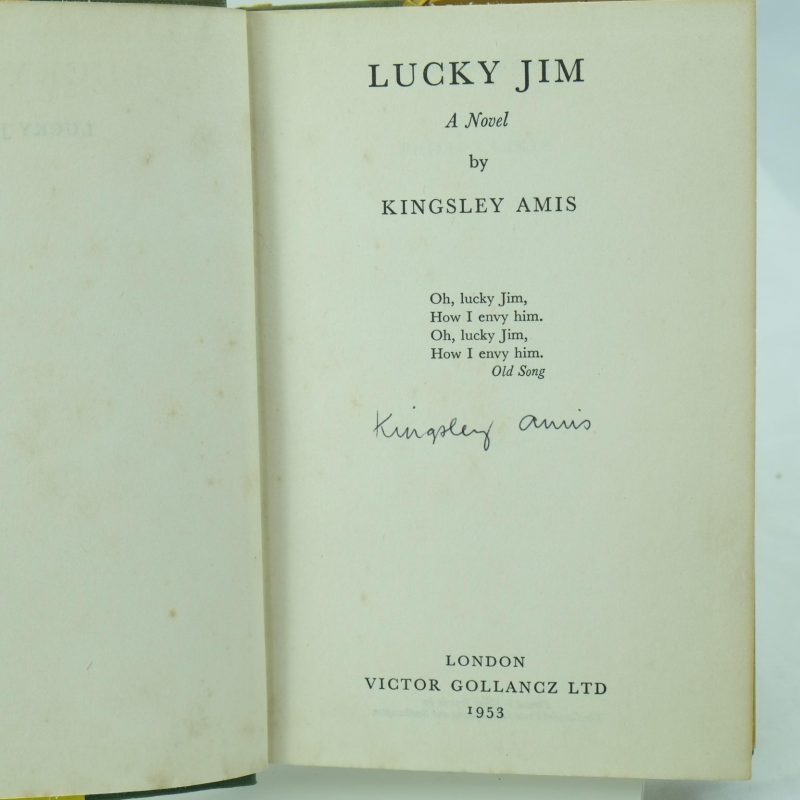 LUCKY JIM
A Novel
by
KINGSLEY AMIS
Oh, lucky Jim,
How I envy him.
Oh, lucky Jim,
How I envy him.
Old Song
Kingsley Amis
LONDON
VICTOR GOLLANCZ LTD
1953